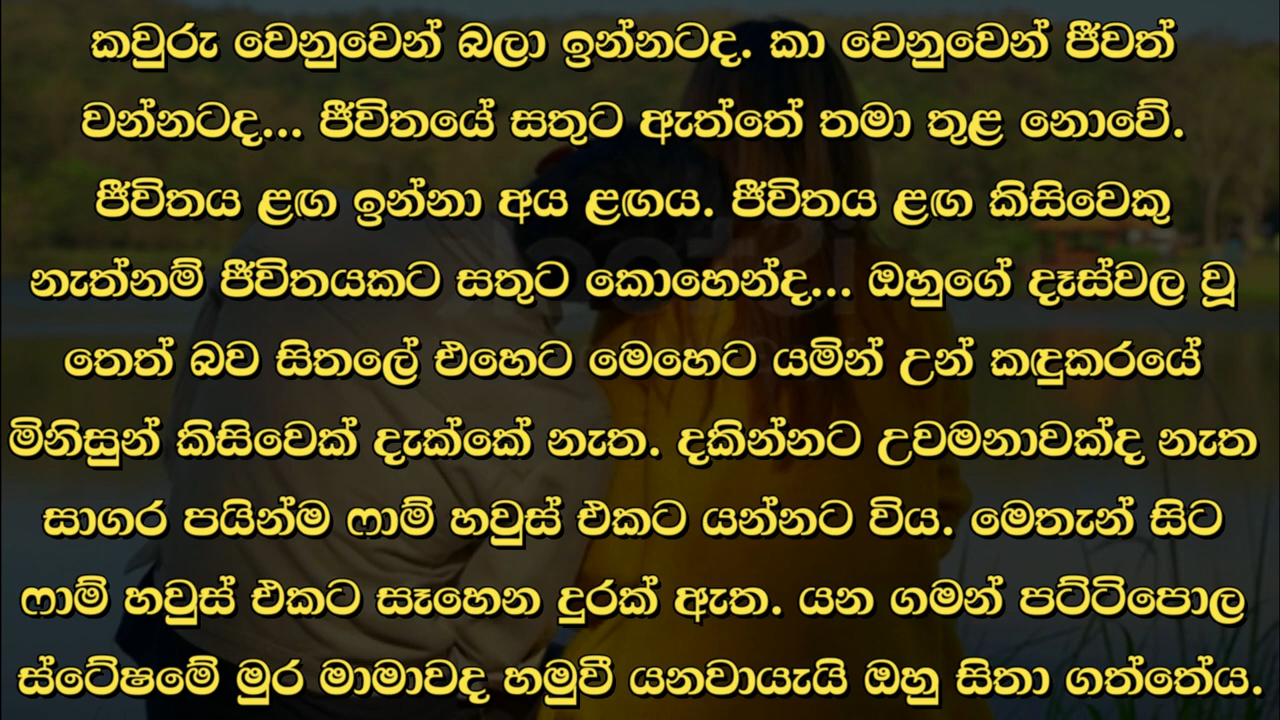 කවුරු වෙනුවෙන් බලා ඉන්නටද. කා වෙනුවෙන් ජීවත්
වන්නටද... ජීවිතයේ සතුට ඇත්තේ තමා තුළ නොවේ.
ජීවිතය ළඟ ඉන්නා අය ළඟය. ජීවිතය ළඟ කිසිවෙකු
නැත්නම් ජීවිතයකට සතුට කොහෙන්ද... ඔහුගේ දෑස්වල වූ
තෙත් බව සිතලේ එහෙට මෙහෙට යමින් උන් කඳුකරයේ
මිනිසුන් කිසිවෙක් දැක්කේ නැත. දකින්නට උවමනාවක්ද නැත
සාගර පයින්ම ෆාම් හවුස් එකට යන්නට විය. මෙතැන් සිට
ෆාම් හවුස් එකට සෑහෙන දුරක් ඇත. යන ගමන් පට්ටිපොල
ස්ටේෂමේ මුර මාමාවද හමුවී යනවායැයි ඔහු සිතා ගත්තේය.